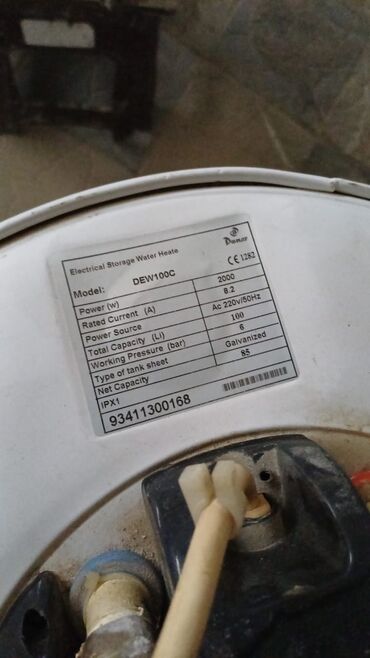 Electrical Storage Water Heate
CE 1282
Model: DEW100C
Power (w) 2000
Rated Current (A) 8.2
Power Source Ac 220v/50Hz
Total Capacity (Li) 100
Working Pressure (bar) 6
Type of tank sheet Galvanized
Net Capacity 85
IPX1
93411300168